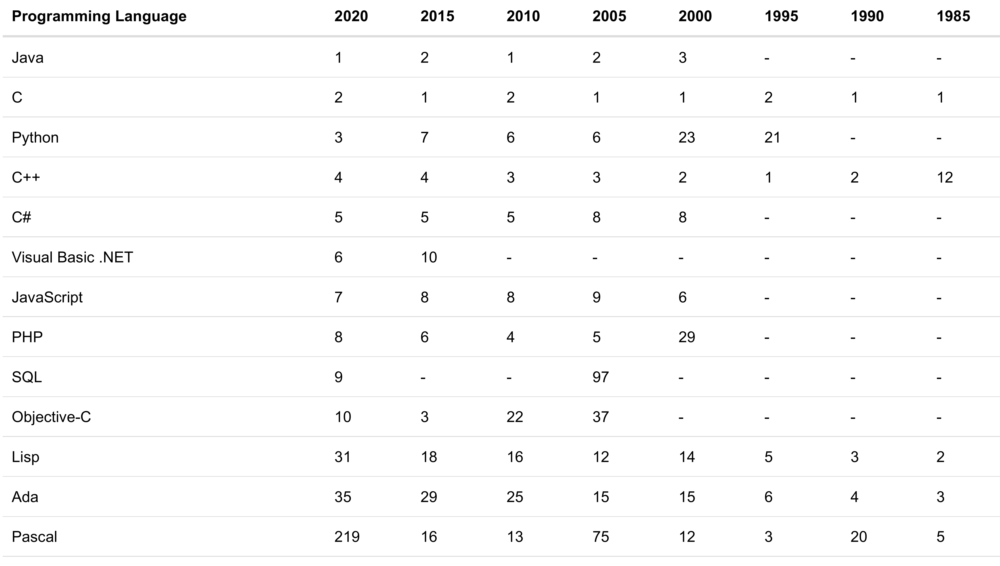 Programming Language 2020 2015 2010 2005 2000 1995 1990 1985
Java 1 2 1 2 3 - - -
C 2 1 2 1 1 2 1 1
Python 3 7 6 6 23 21 - -
C++ 4 4 3 3 2 1 2 12
C# 5 5 5 8 8 - - -
Visual Basic .NET 6 10 - - - - - -
JavaScript 7 8 8 9 6 - - -
PHP 8 6 4 5 29 - - -
SQL 9 - - 97 - - - -
Objective-C 10 3 22 37 - - - -
Lisp 31 18 16 12 14 5 3 2
Ada 35 29 25 15 15 6 4 3
Pascal 219 16 13 75 12 3 20 5